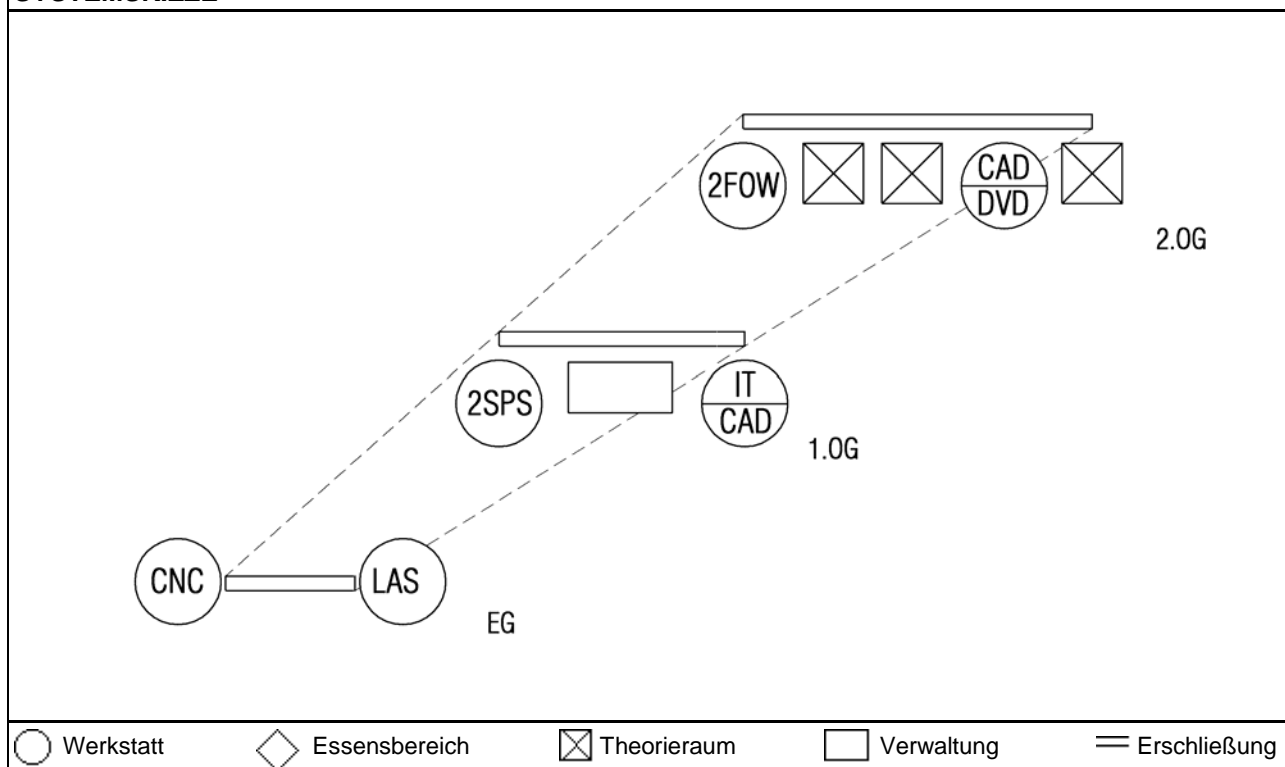 2FOW
CAD
DVD
2.OG
2SPS
IT
CAD
1.OG
CNC
LAS
EG
Werkstatt Essensbereich Theorieraum Verwaltung Erschließung